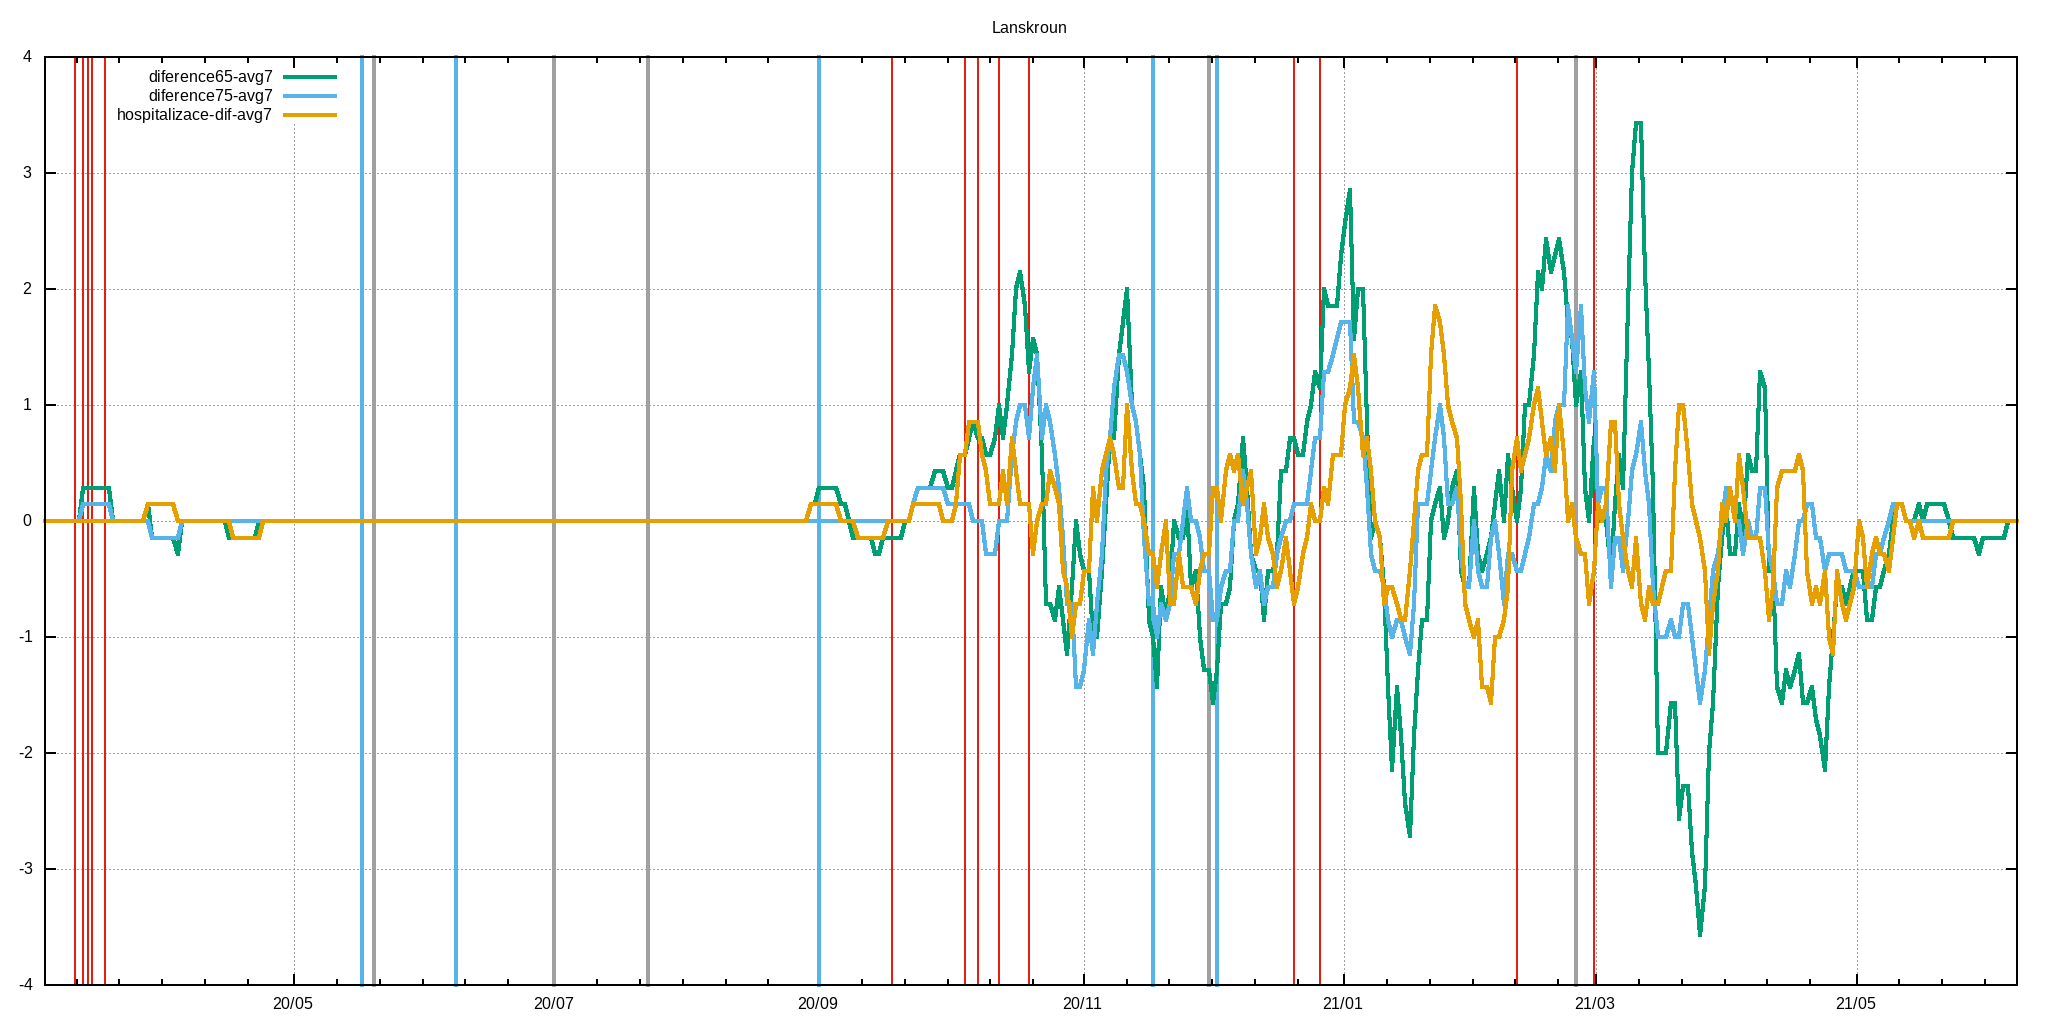 Lanskroun
diference65-avg7
diference75-avg7
hospitalizace-dif-avg7
4
3
2
1
0
-1
-2
-3
-4
20/05 20/07 20/09 20/11 21/01 21/03 21/05